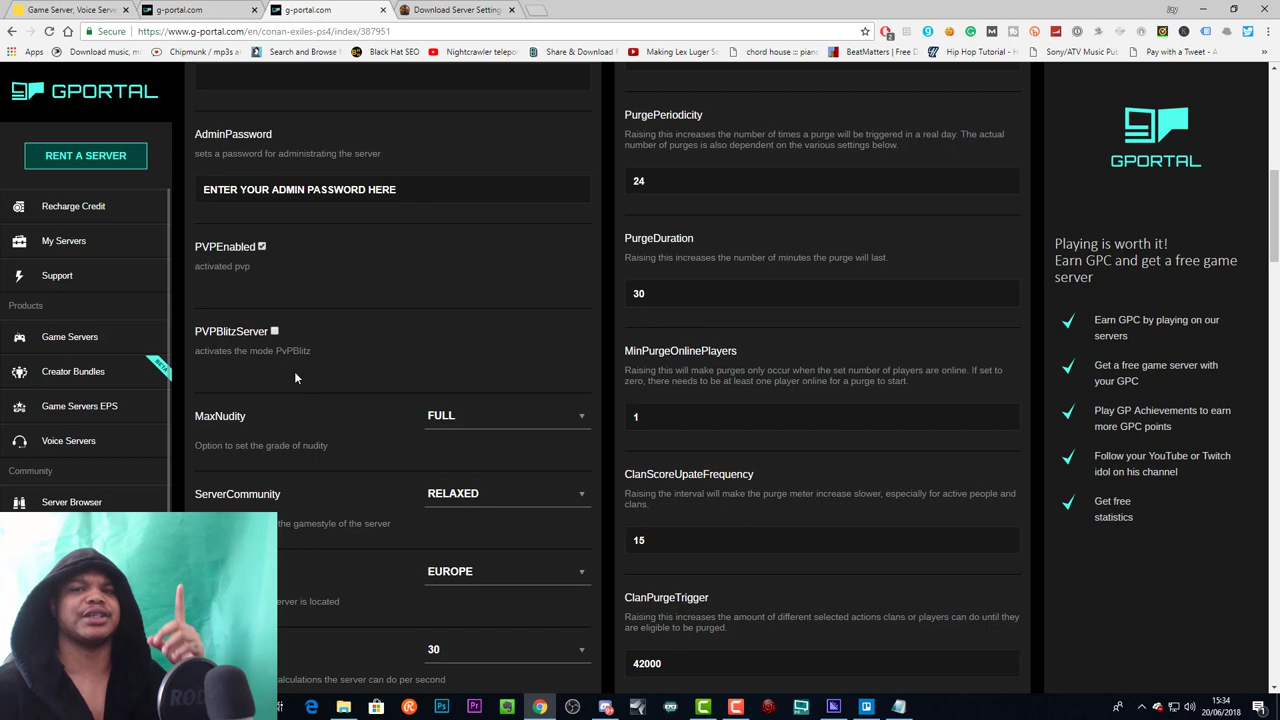 Game Server, Voice Serve
g-portal.com
g-portal.com
Download Server Setting
Secure
https://www.g-portal.com/en/conan-exiles-ps4/index/387951
Apps
Download music, m
Chipmunk / mp3 a
Search and Browse
Black Hat SEO
Nightcrawler telepor
Share & Download
Making Lex Luger S
chord house :: pian
BeatMatters | Free D
Hip Hop Tutorial - H
Sony/ATV Music Pub
Pay with a Tweet -
GPORTAL
RENT A SERVER
Recharge Credit
My Servers
Support
Products
Game Servers
Creator Bundles
BETA
Game Servers EPS
Voice Servers
Community
Server Browser
AdminPassword
sets a password for administrating the server
ENTER YOUR ADMIN PASSWORD HERE
PVPEnabled
activated pvp
PVPBlitzServer
activates the mode PvPBlitz
MaxNudity
FULL
Option to set the grade of nudity
ServerCommunity
RELAXED
the gamestyle of the server
EUROPE
erver is located
30
calculations the server can do per second
PurgePeriodicity
Raising this increases the number of times a purge will be triggered in a real day. The actual
number of purges is also dependent on the various settings below.
24
PurgeDuration
Raising this increases the number of minutes the purge will last.
30
MinPurgeOnlinePlayers
Raising this will make purges only occur when the set number of players are online. If set to
zero, there needs to be at least one player online for a purge to start.
1
ClanScoreUpateFrequency
Raising the interval will make the purge meter increase slower, especially for active people and
clans.
15
ClanPurgeTrigger
Raising this increases the amount of different selected actions clans or players can do until they
are eligible to be purged.
42000
GPORTAL
Playing is worth it!
Earn GPC and get a free game
server
Earn GPC by playing on our
servers
Get a free game server with
your GPC
Play GP Achievements to earn
more GPC points
Follow your YouTube or Twitch
idol on his channel
Get free
statistics
RØDE
15:34
20/06/2018